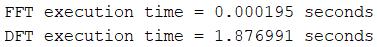 FFT execution time = 0.000195 seconds
DFT execution time = 1.876991 seconds